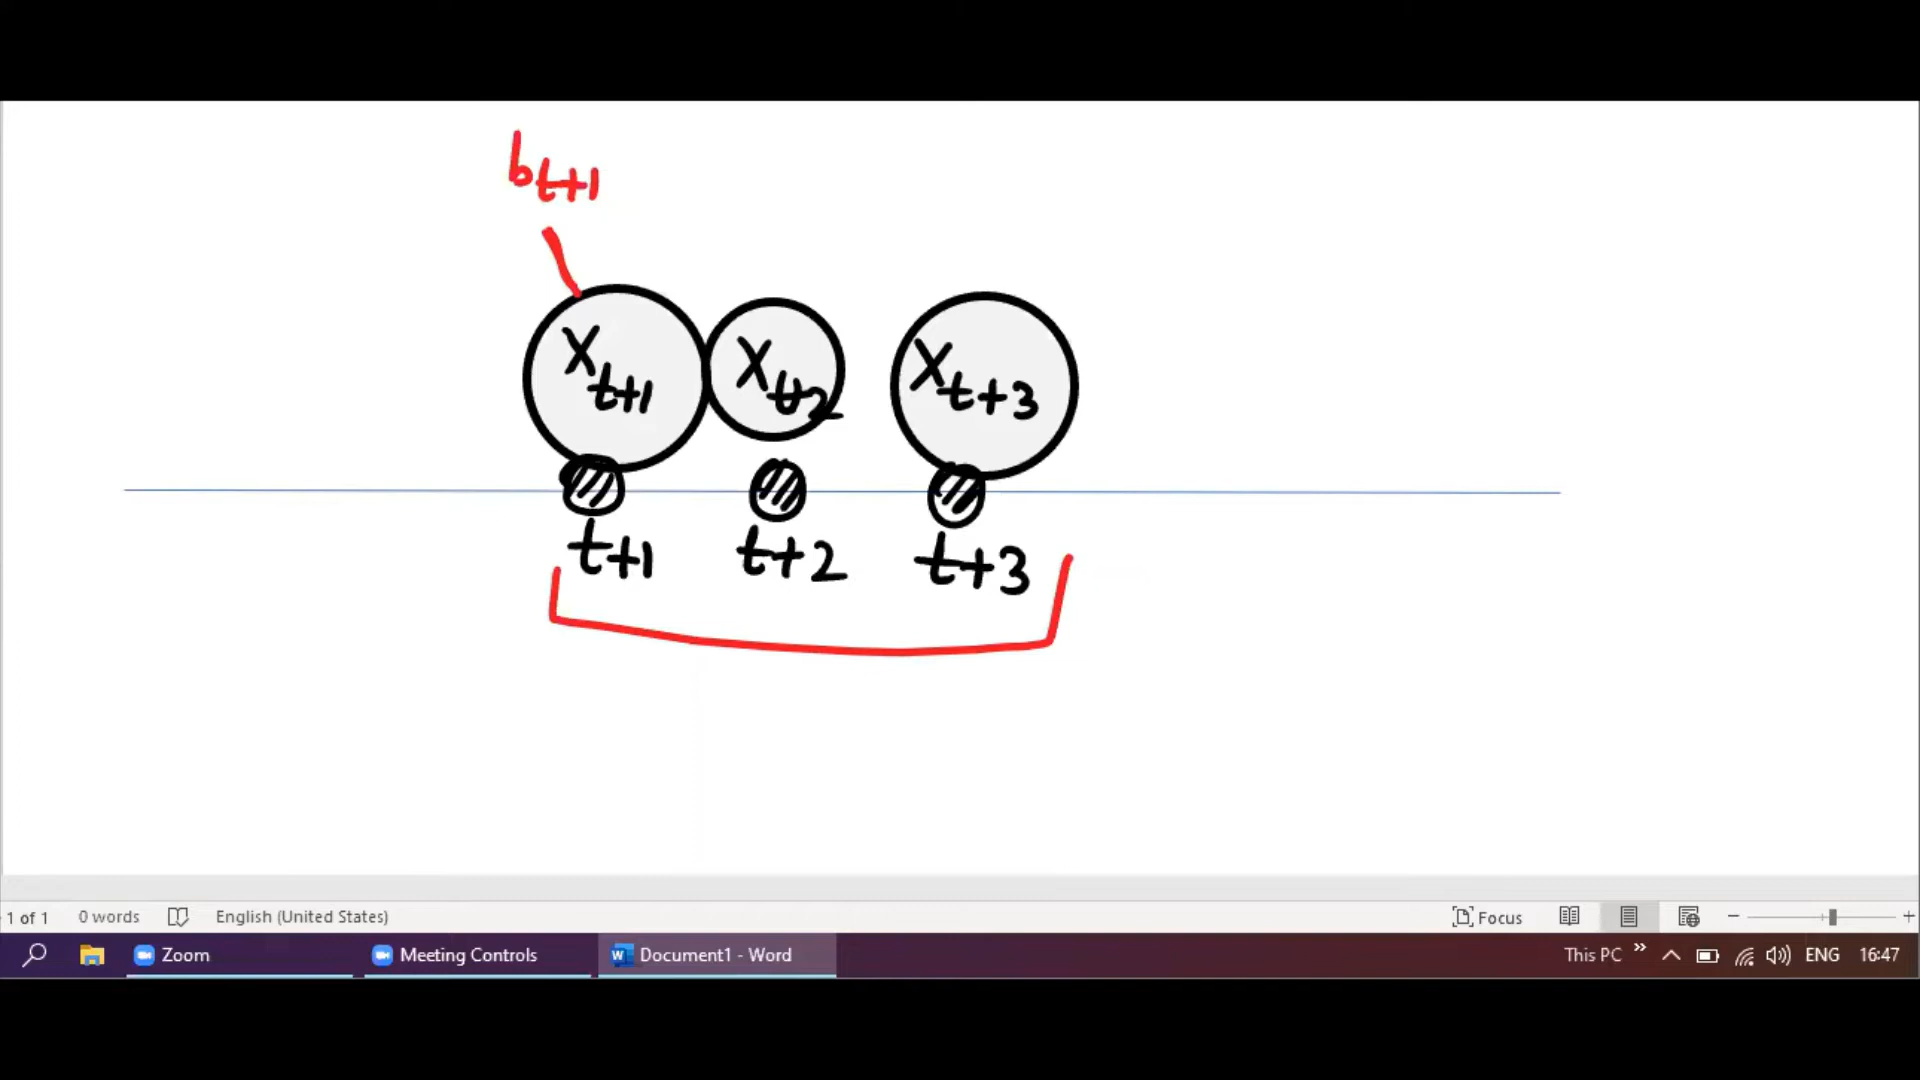 b_{t+1}
X_{t+1} X_{t+2} X_{t+3}
t+1 t+2 t+3
1 of 1 0 words English (United States) Focus
Zoom Meeting Controls Document1 - Word This PC ENG 16:47